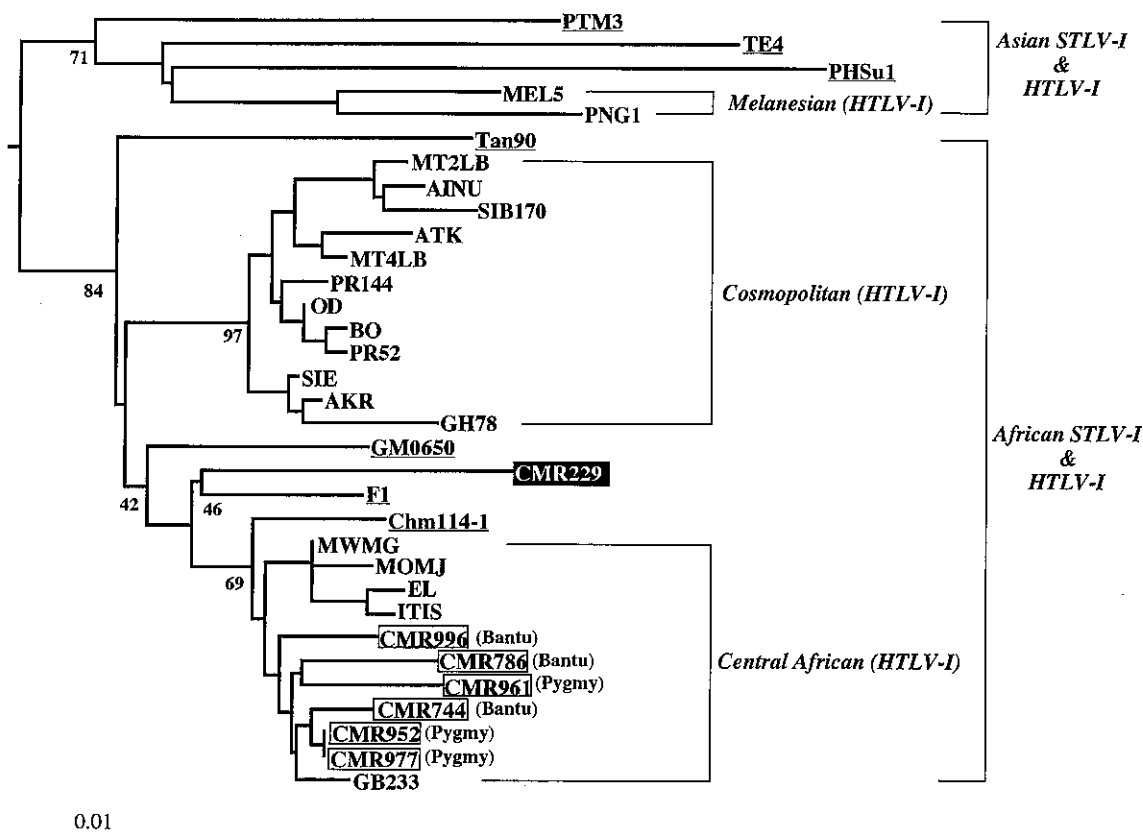 PTM3
71
TE4
Asian STLV-I
&
HTLV-I
PHSu1
MEL5
Melanesian (HTLV-I)
PNG1
Tan90
MT2LB
AINU
SIB170
ATK
MT4LB
84
PR144
Cosmopolitan (HTLV-I)
OD
97
BO
PR52
SIE
AKR
GH78
African STLV-I
&
HTLV-I
GM0650
CMR229
42
46
F1
Chm114-1
MWMG
MOMJ
69
EL
ITIS
CMR996 (Bantu)
CMR786 (Bantu)
Central African (HTLV-I)
CMR961 (Pygmy)
CMR744 (Bantu)
CMR952 (Pygmy)
CMR977 (Pygmy)
GB233
0.01